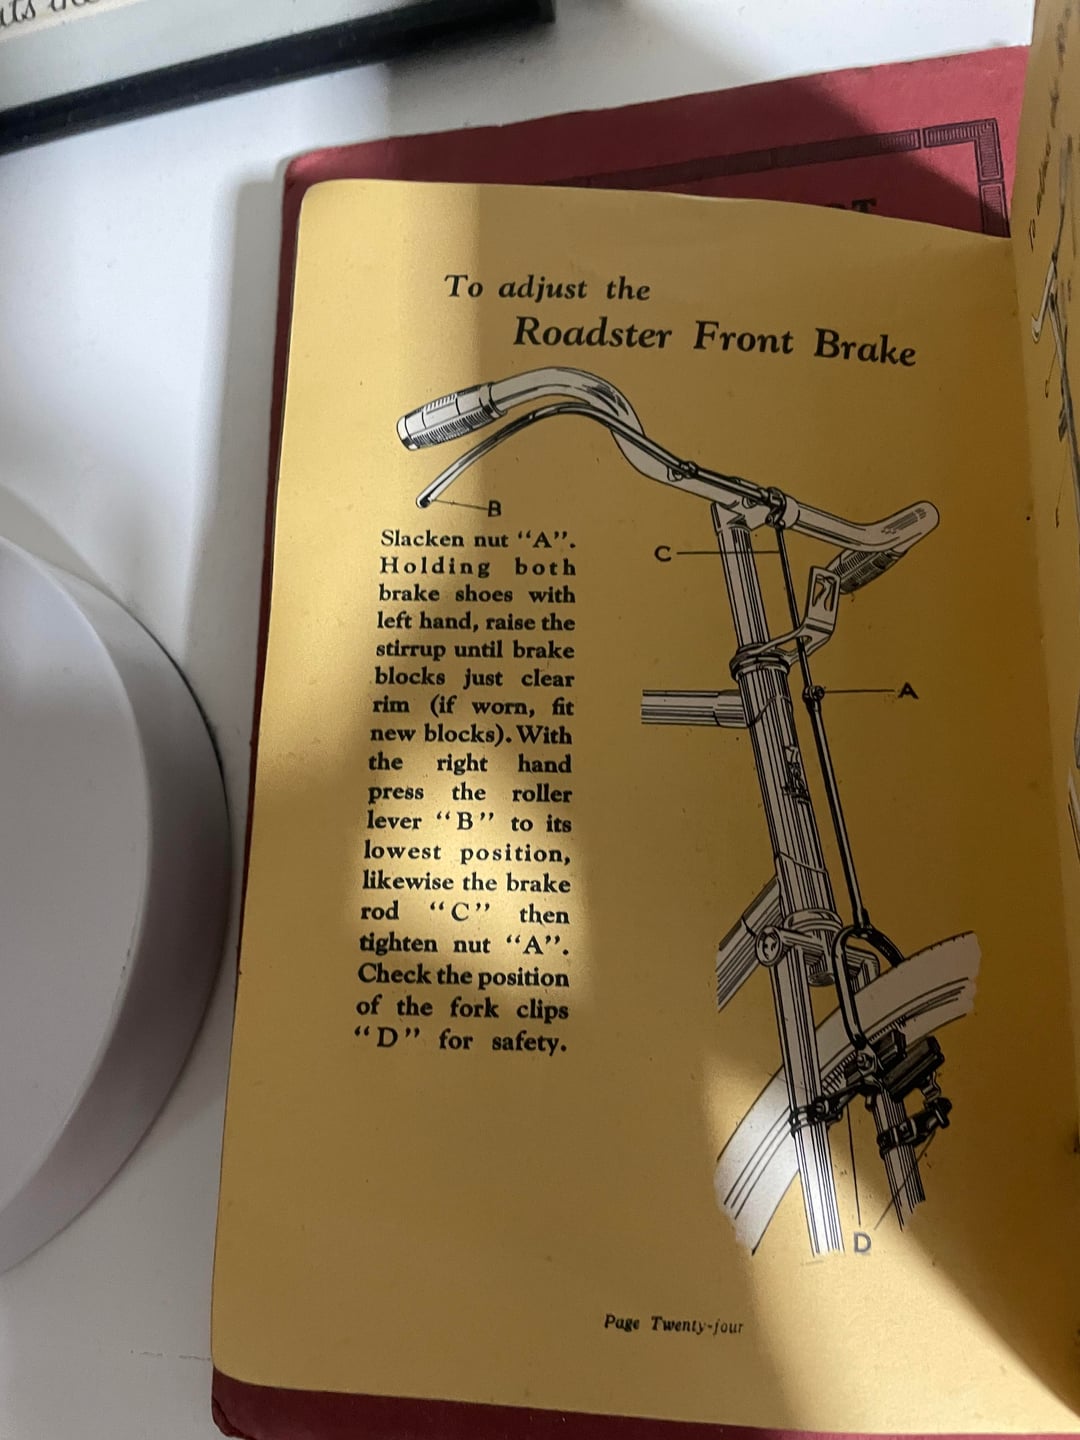 To adjust the
Roadster Front Brake
B
Slacken nut “A”.
Holding both
brake shoes with
left hand, raise the
stirrup until brake
blocks just clear
rim (if worn, fit
new blocks). With
the right hand
press the roller
lever “B” to its
lowest position,
likewise the brake
rod “C” then
tighten nut “A”.
Check the position
of the fork clips
“D” for safety.
C
A
D
Page Twenty-four